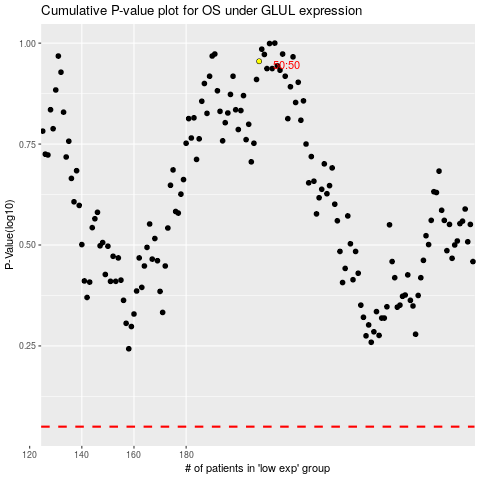 Cumulative P-value plot for OS under GLUL expression
P-Value(log10)
1.00
0.75
0.50
0.25
50:50
120 140 160 180
# of patients in 'low exp' group